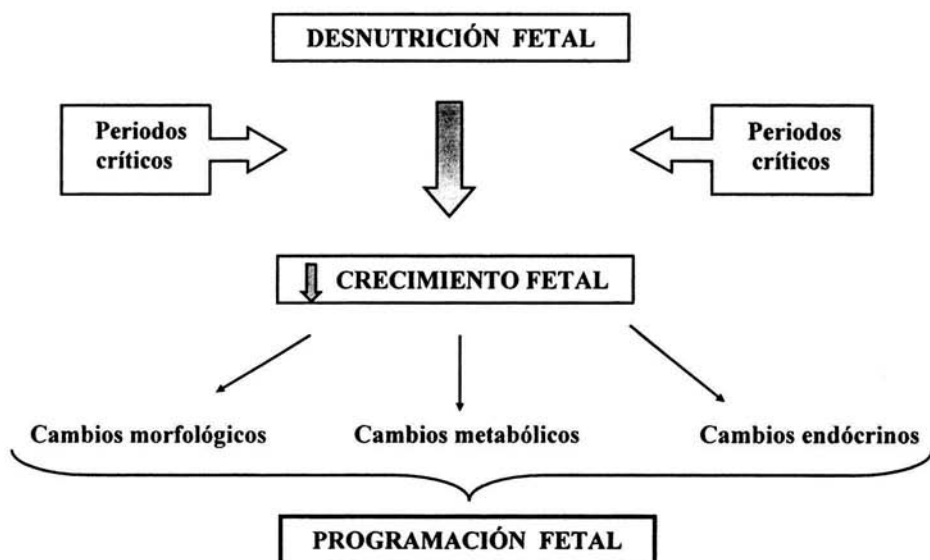 DESNUTRICIÓN FETAL
Periodos
críticos
Periodos
críticos
CRECIMIENTO FETAL
Cambios morfológicos
Cambios metabólicos
Cambios endócrinos
PROGRAMACIÓN FETAL